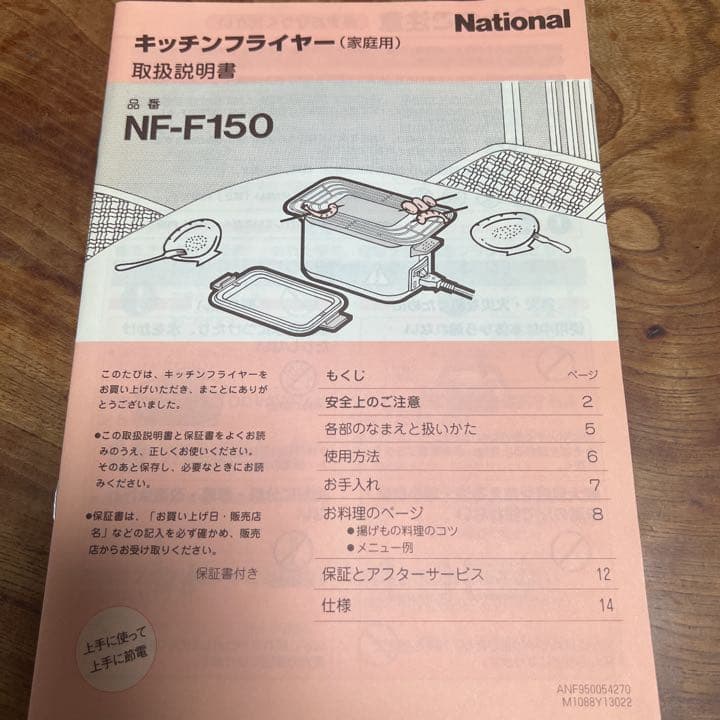 National
キッチンフライヤー(家庭用)
取扱説明書
品番
NF-F150
このたびは、キッチンフライヤーを
お買い上げいただき、まことにありが
とうございました。
●この取扱説明書と保証書をよくお読
みのうえ、正しくお使いください。
そのあと保存し、必要なときにお読
みください。
●保証書は、「お買い上げ日・販売店
名」などの記入を必ず確かめ、販売
店からお受け取りください。
保証書付き
上手に使って
上手に節電
もくじ ページ
安全上のご注意 2
各部のなまえと扱いかた 5
使用方法 6
お手入れ 7
お料理のページ 8
●揚げもの料理のコツ
●メニュー例
保証とアフターサービス 12
仕様 14
ANF950054270
M1088Y13022